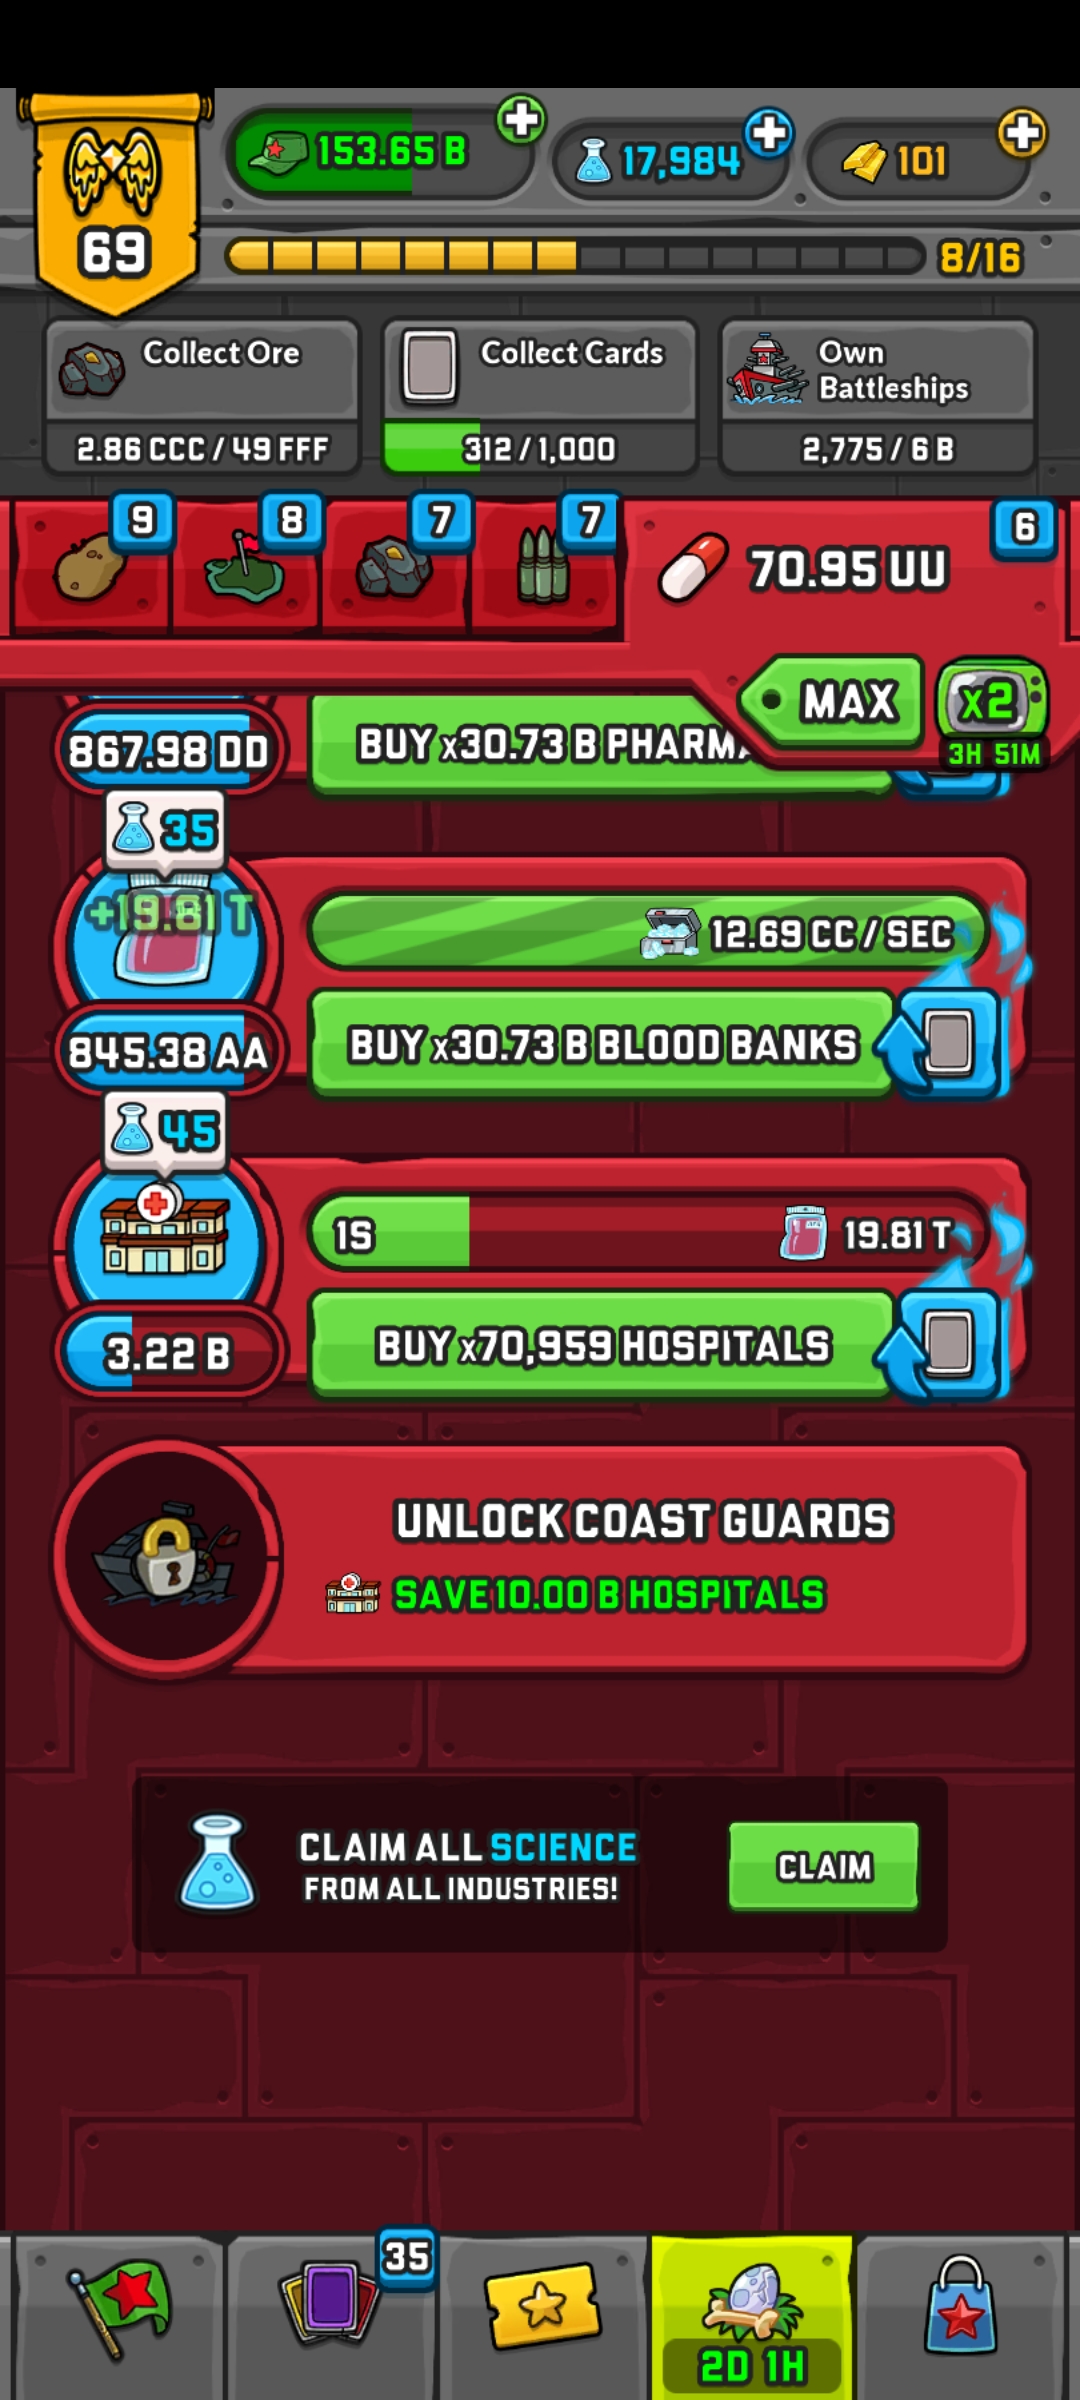 153.65 B
17,984
101
69
8/16
Collect Ore
2.86 CCC / 49 FFF
Collect Cards
312 / 1,000
Own
Battleships
2,775 / 6 B
9
8
7
7
70.95 UU
6
MAX
x2
3H 51M
867.98 DD
BUY x30.73 B PHARMA
35
+19.81 T
12.69 CC / SEC
845.38 AA
BUY x30.73 B BLOOD BANKS
45
1S
19.81 T
3.22 B
BUY x70,959 HOSPITALS
UNLOCK COAST GUARDS
SAVE 10.00 B HOSPITALS
CLAIM ALL SCIENCE
FROM ALL INDUSTRIES!
CLAIM
35
2D 1H